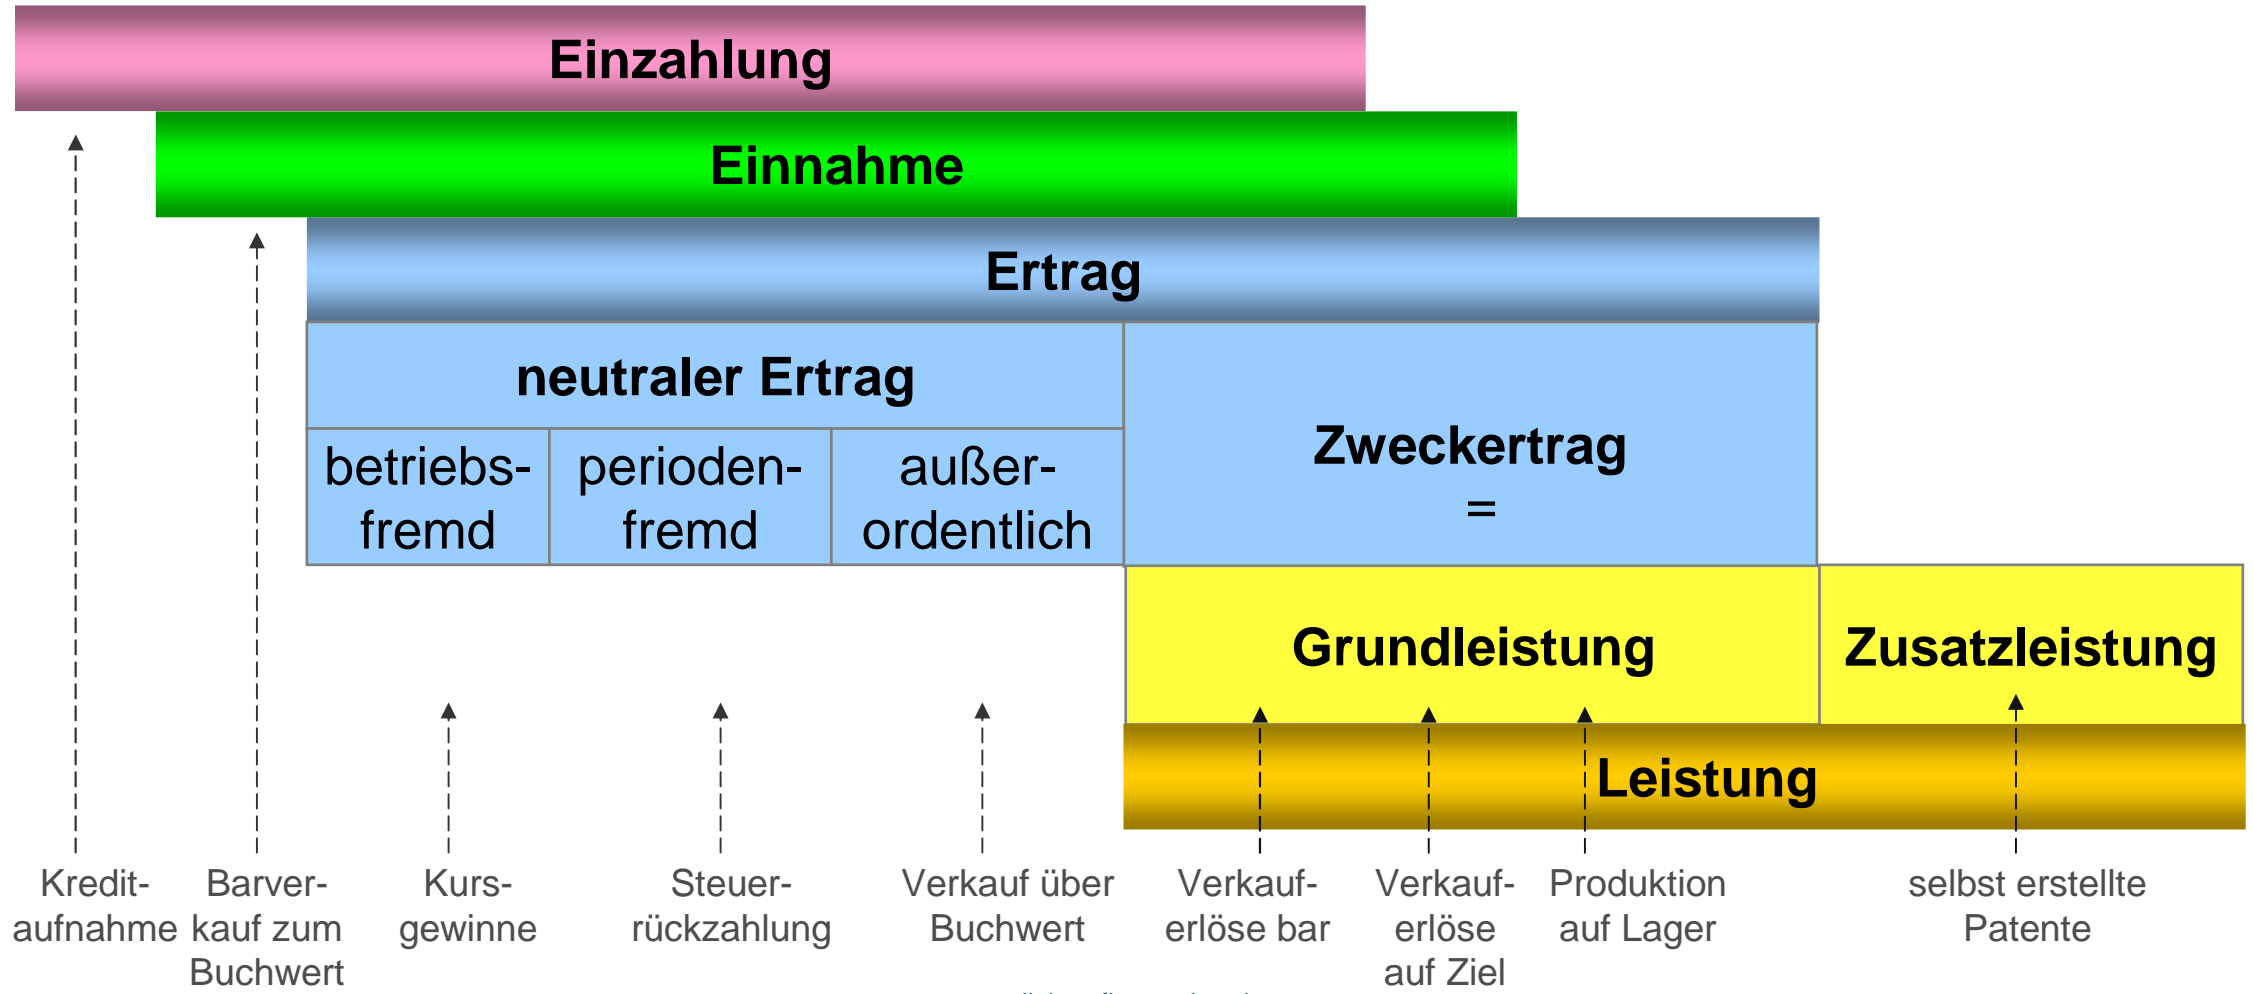 Einzahlung
Einnahme
Ertrag
neutraler Ertrag
betriebs-
fremd
perioden-
fremd
außer-
ordentlich
Zweckertrag
=
Grundleistung
Zusatzleistung
Leistung
Kredit-
aufnahme
Barver-
kauf zum
Buchwert
Kurs-
gewinne
Steuer-
rückzahlung
Verkauf über
Buchwert
Verkauf-
erlöse bar
Verkauf-
erlöse
auf Ziel
Produktion
auf Lager
selbst erstellte
Patente